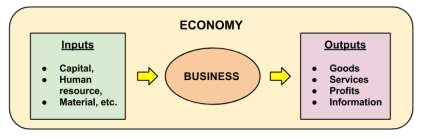 ECONOMY
Inputs
● Capital,
● Human
resource,
● Material, etc.
BUSINESS
Outputs
● Goods
● Services
● Profits
● Information